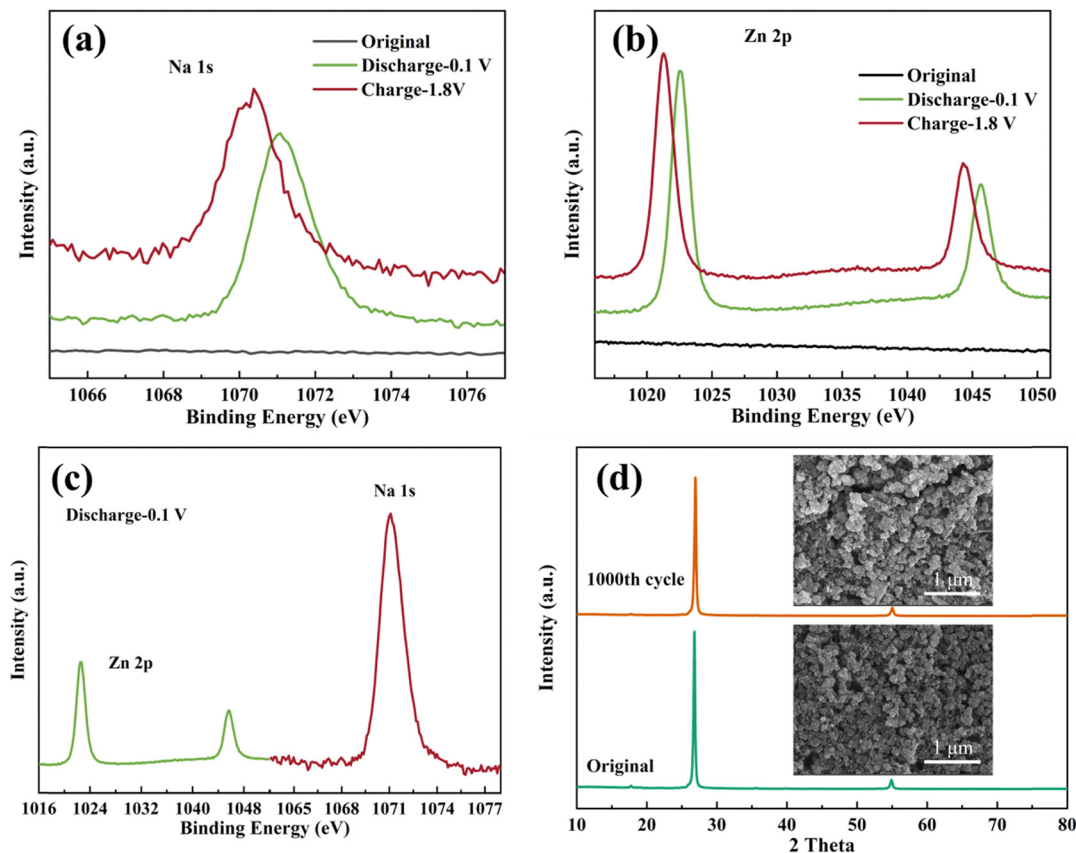 (a)
Na 1s
Original
Discharge-0.1 V
Charge-1.8V
Intensity (a.u.)
1066 1068 1070 1072 1074 1076
Binding Energy (eV)
(b)
Zn 2p
Original
Discharge-0.1 V
Charge-1.8 V
Intensity (a.u.)
1020 1025 1030 1035 1040 1045 1050
Binding Energy (eV)
(c)
Na 1s
Discharge-0.1 V
Zn 2p
Intensity (a.u.)
1016 1024 1032 1040 1048 1065 1068 1071 1074 1077
Binding Energy (eV)
(d)
1000th cycle
1 μm
Original
1 μm
Intensity (a.u.)
10 20 30 40 50 60 70 80
2 Theta